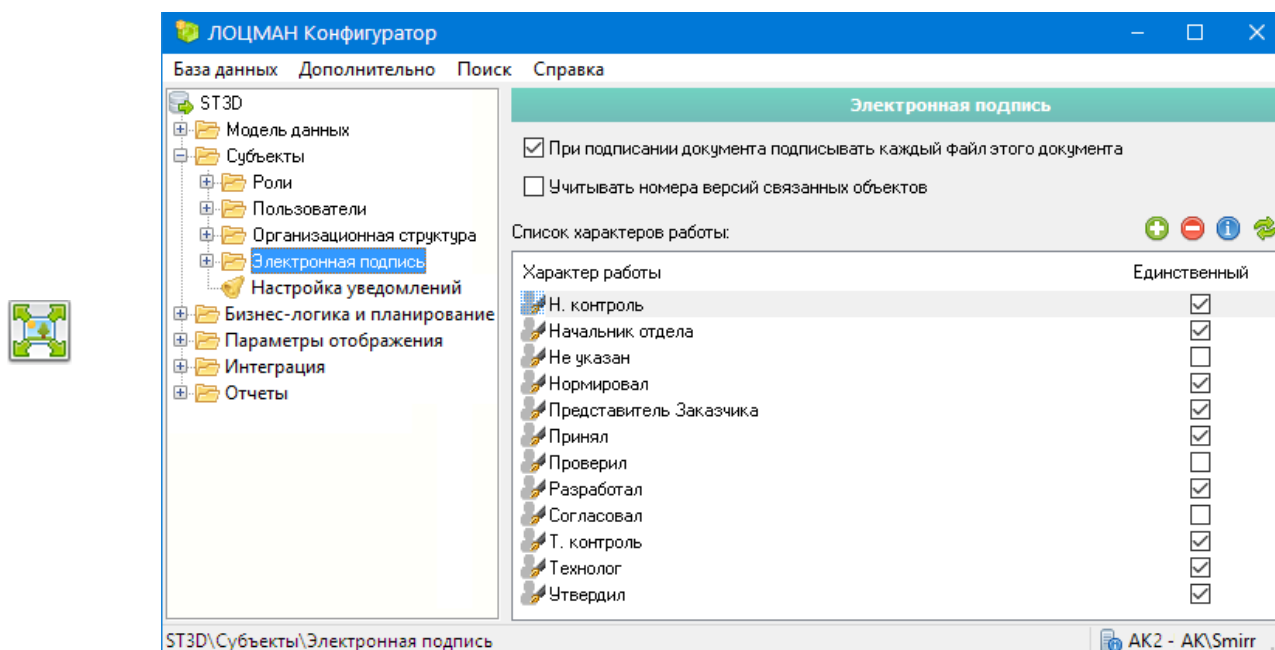 ЛОЦМАН Конфигуратор
База данных Дополнительно Поиск Справка
ST3D
Модель данных
Субъекты
Роли
Пользователи
Организационная структура
Электронная подпись
Настройка уведомлений
Бизнес-логика и планирование
Параметры отображения
Интеграция
Отчеты
Электронная подпись
При подписании документа подписывать каждый файл этого документа
Учитывать номера версий связанных объектов
Список характеров работы:
Характер работы Единственный
Н. контроль
Начальник отдела
Не указан
Нормировал
Представитель Заказчика
Принял
Проверил
Разработал
Согласовал
Т. контроль
Технолог
Утвердил
ST3D\Субъекты\Электронная подпись AK2 - AK\Smirr